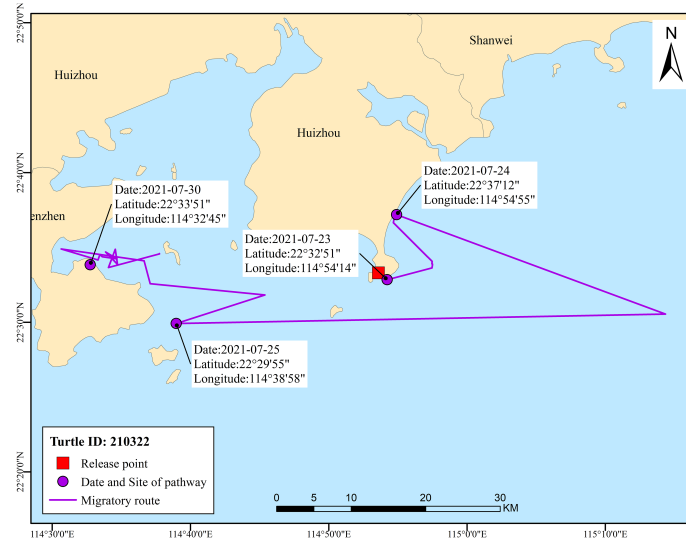 22°50'0"N
22°40'0"N
22°30'0"N
22°20'0"N
Shanwei
N
Huizhou
Huizhou
enzhen
Date:2021-07-24
Latitude:22°37'12"
Longitude:114°54'55"
Date:2021-07-30
Latitude:22°33'51"
Longitude:114°32'45"
Date:2021-07-23
Latitude:22°32'51"
Longitude:114°54'14"
Date:2021-07-25
Latitude:22°29'55"
Longitude:114°38'58"
Turtle ID: 210322
Release point
Date and Site of pathway
Migratory route
0 5 10 20 30
KM
114°30'0"E 114°40'0"E 114°50'0"E 115°0'0"E 115°10'0"E